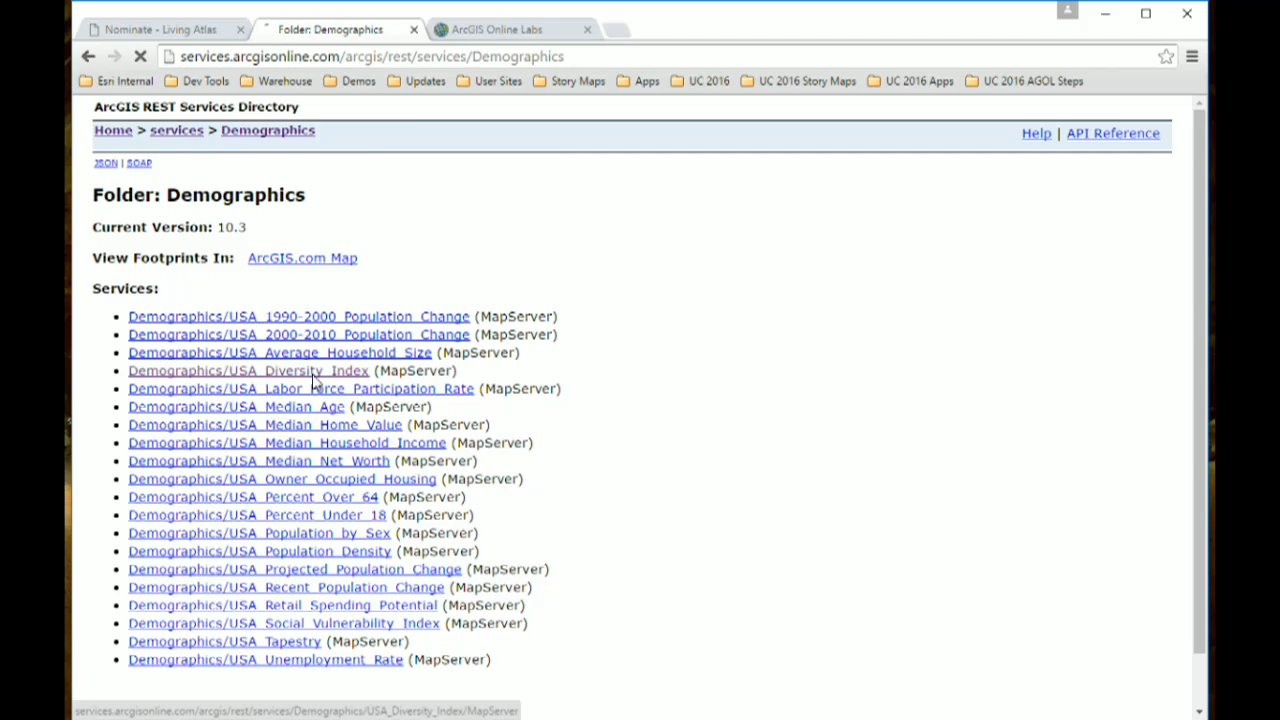 Nominate - Living Atlas
Folder: Demographics
ArcGIS Online Labs
services.arcgisonline.com/arcgis/rest/services/Demographics
Esri Internal
Dev Tools
Warehouse
Demos
Updates
User Sites
Story Maps
Apps
UC 2016
UC 2016 Story Maps
UC 2016 Apps
UC 2016 AGOL Steps
ArcGIS REST Services Directory
Home > services > Demographics
Help | API Reference
JSON | SOAP
Folder: Demographics
Current Version: 10.3
View Footprints In: ArcGIS.com Map
Services:
Demographics/USA_1990-2000_Population_Change (MapServer)
Demographics/USA_2000-2010_Population_Change (MapServer)
Demographics/USA_Average_Household_Size (MapServer)
Demographics/USA_Diversity_Index (MapServer)
Demographics/USA_Labor_Force_Participation_Rate (MapServer)
Demographics/USA_Median_Age (MapServer)
Demographics/USA_Median_Home_Value (MapServer)
Demographics/USA_Median_Household_Income (MapServer)
Demographics/USA_Median_Net_Worth (MapServer)
Demographics/USA_Owner_Occupied_Housing (MapServer)
Demographics/USA_Percent_Over_64 (MapServer)
Demographics/USA_Percent_Under_18 (MapServer)
Demographics/USA_Population_by_Sex (MapServer)
Demographics/USA_Population_Density (MapServer)
Demographics/USA_Projected_Population_Change (MapServer)
Demographics/USA_Recent_Population_Change (MapServer)
Demographics/USA_Retail_Spending_Potential (MapServer)
Demographics/USA_Social_Vulnerability_Index (MapServer)
Demographics/USA_Tapestry (MapServer)
Demographics/USA_Unemployment_Rate (MapServer)
services.arcgisonline.com/arcgis/rest/services/Demographics/USA_Diversity_Index/MapServer